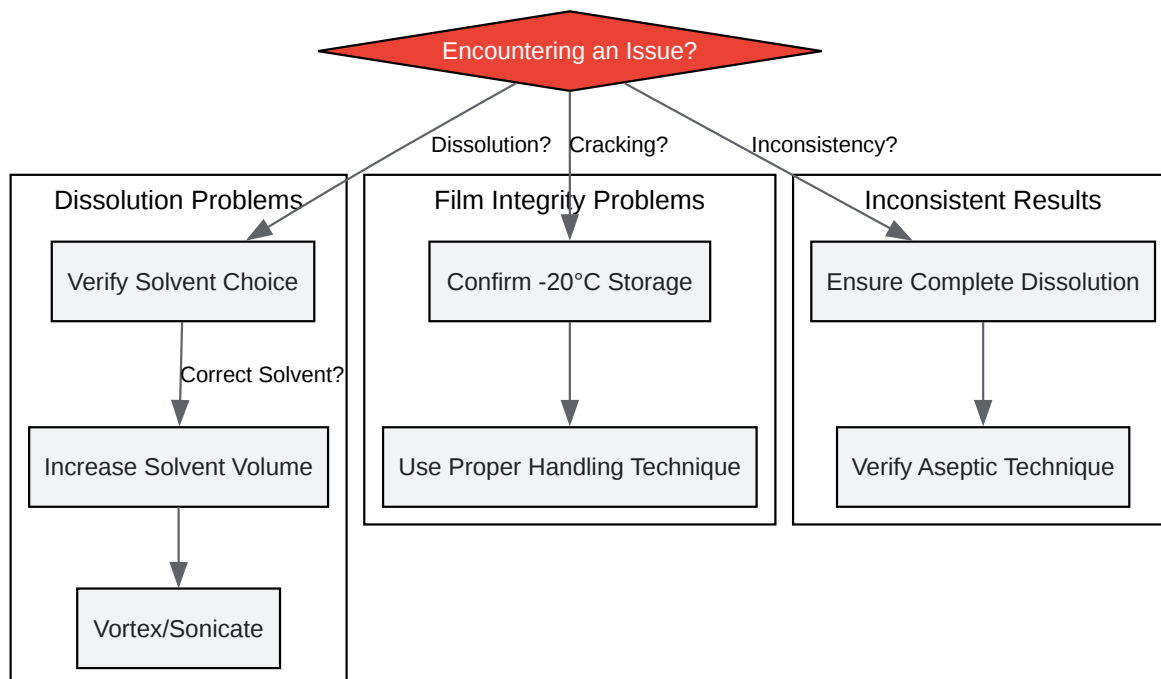 Encountering an Issue?
Dissolution?
Cracking?
Inconsistency?
Dissolution Problems
Film Integrity Problems
Inconsistent Results
Verify Solvent Choice
Confirm -20°C Storage
Ensure Complete Dissolution
Correct Solvent?
Increase Solvent Volume
Use Proper Handling Technique
Verify Aseptic Technique
Vortex/Sonicate